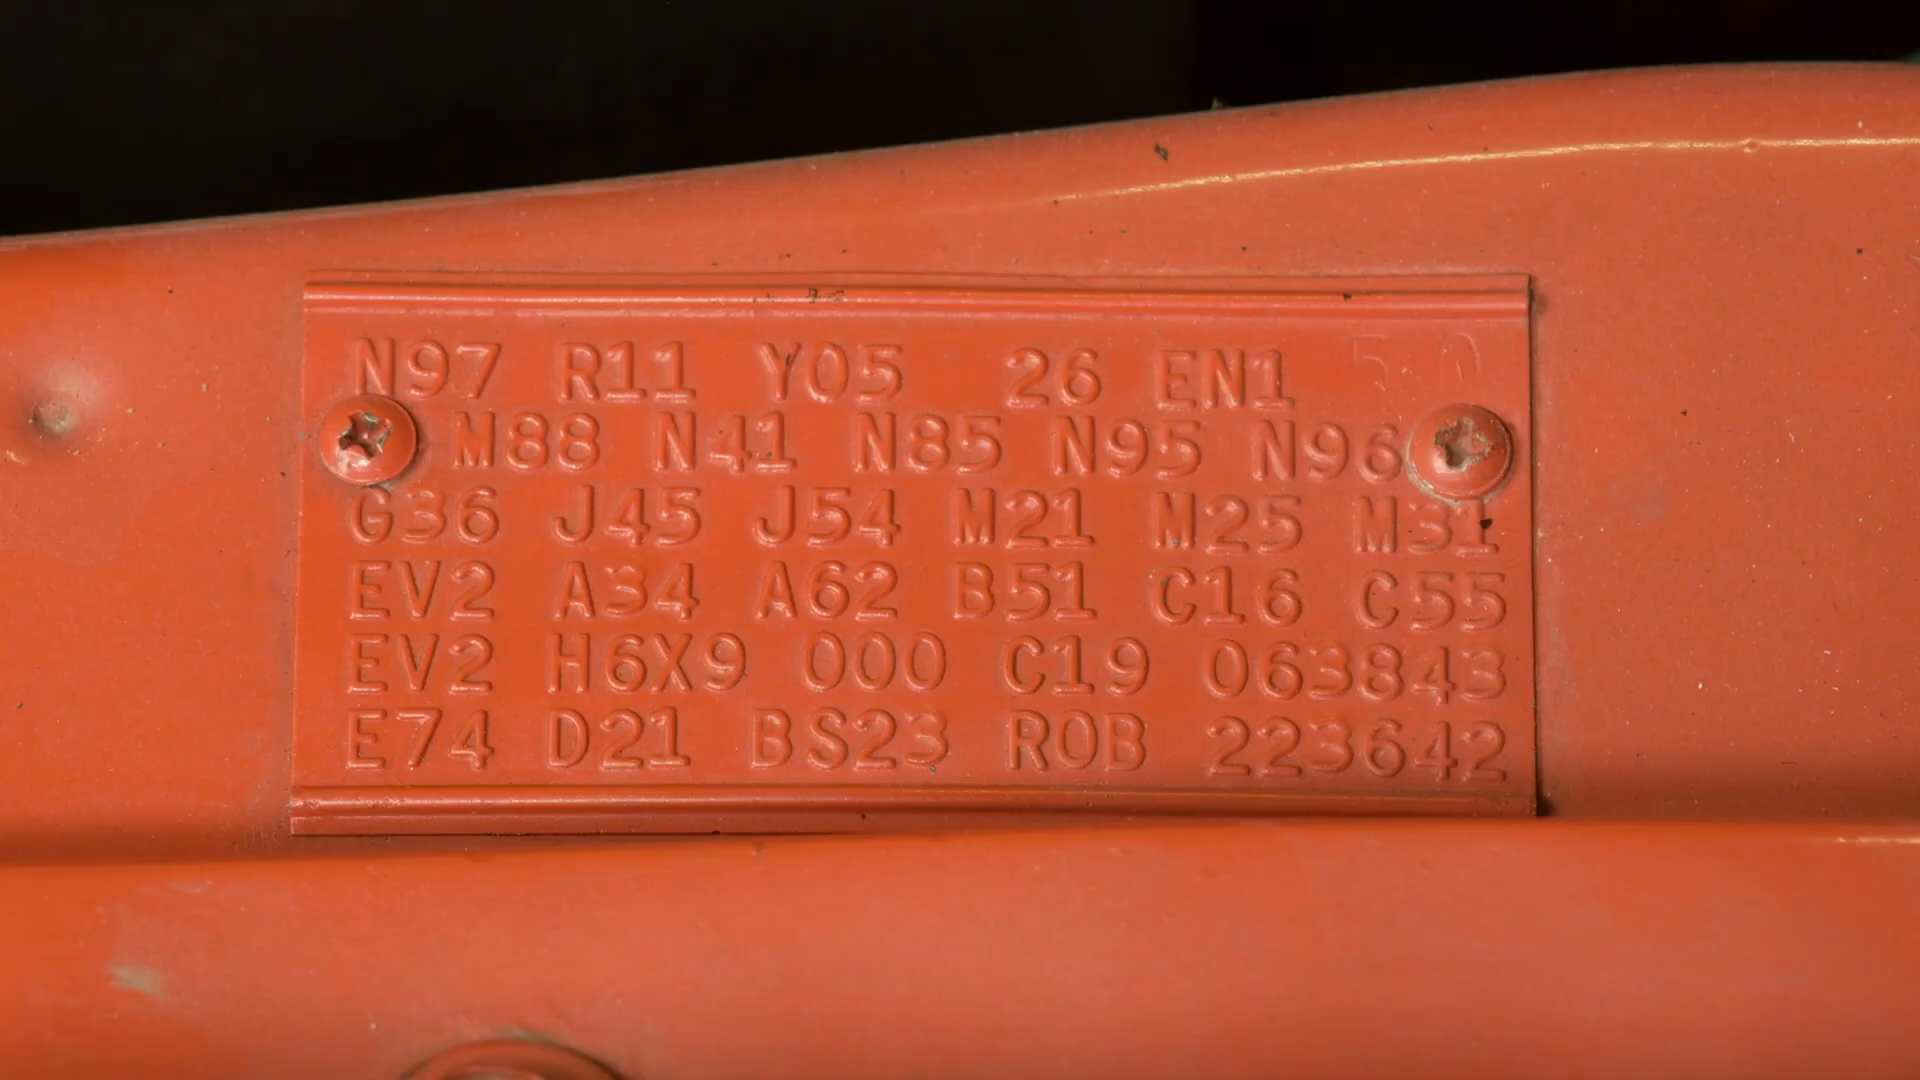 N97 R11 Y05 26 EN1
M88 N41 N85 N95 N96
G36 J45 J54 M21 M25 M31
EV2 A34 A62 B51 C16 C55
EV2 H6X9 000 C19 063843
E74 D21 BS23 R0B 223642